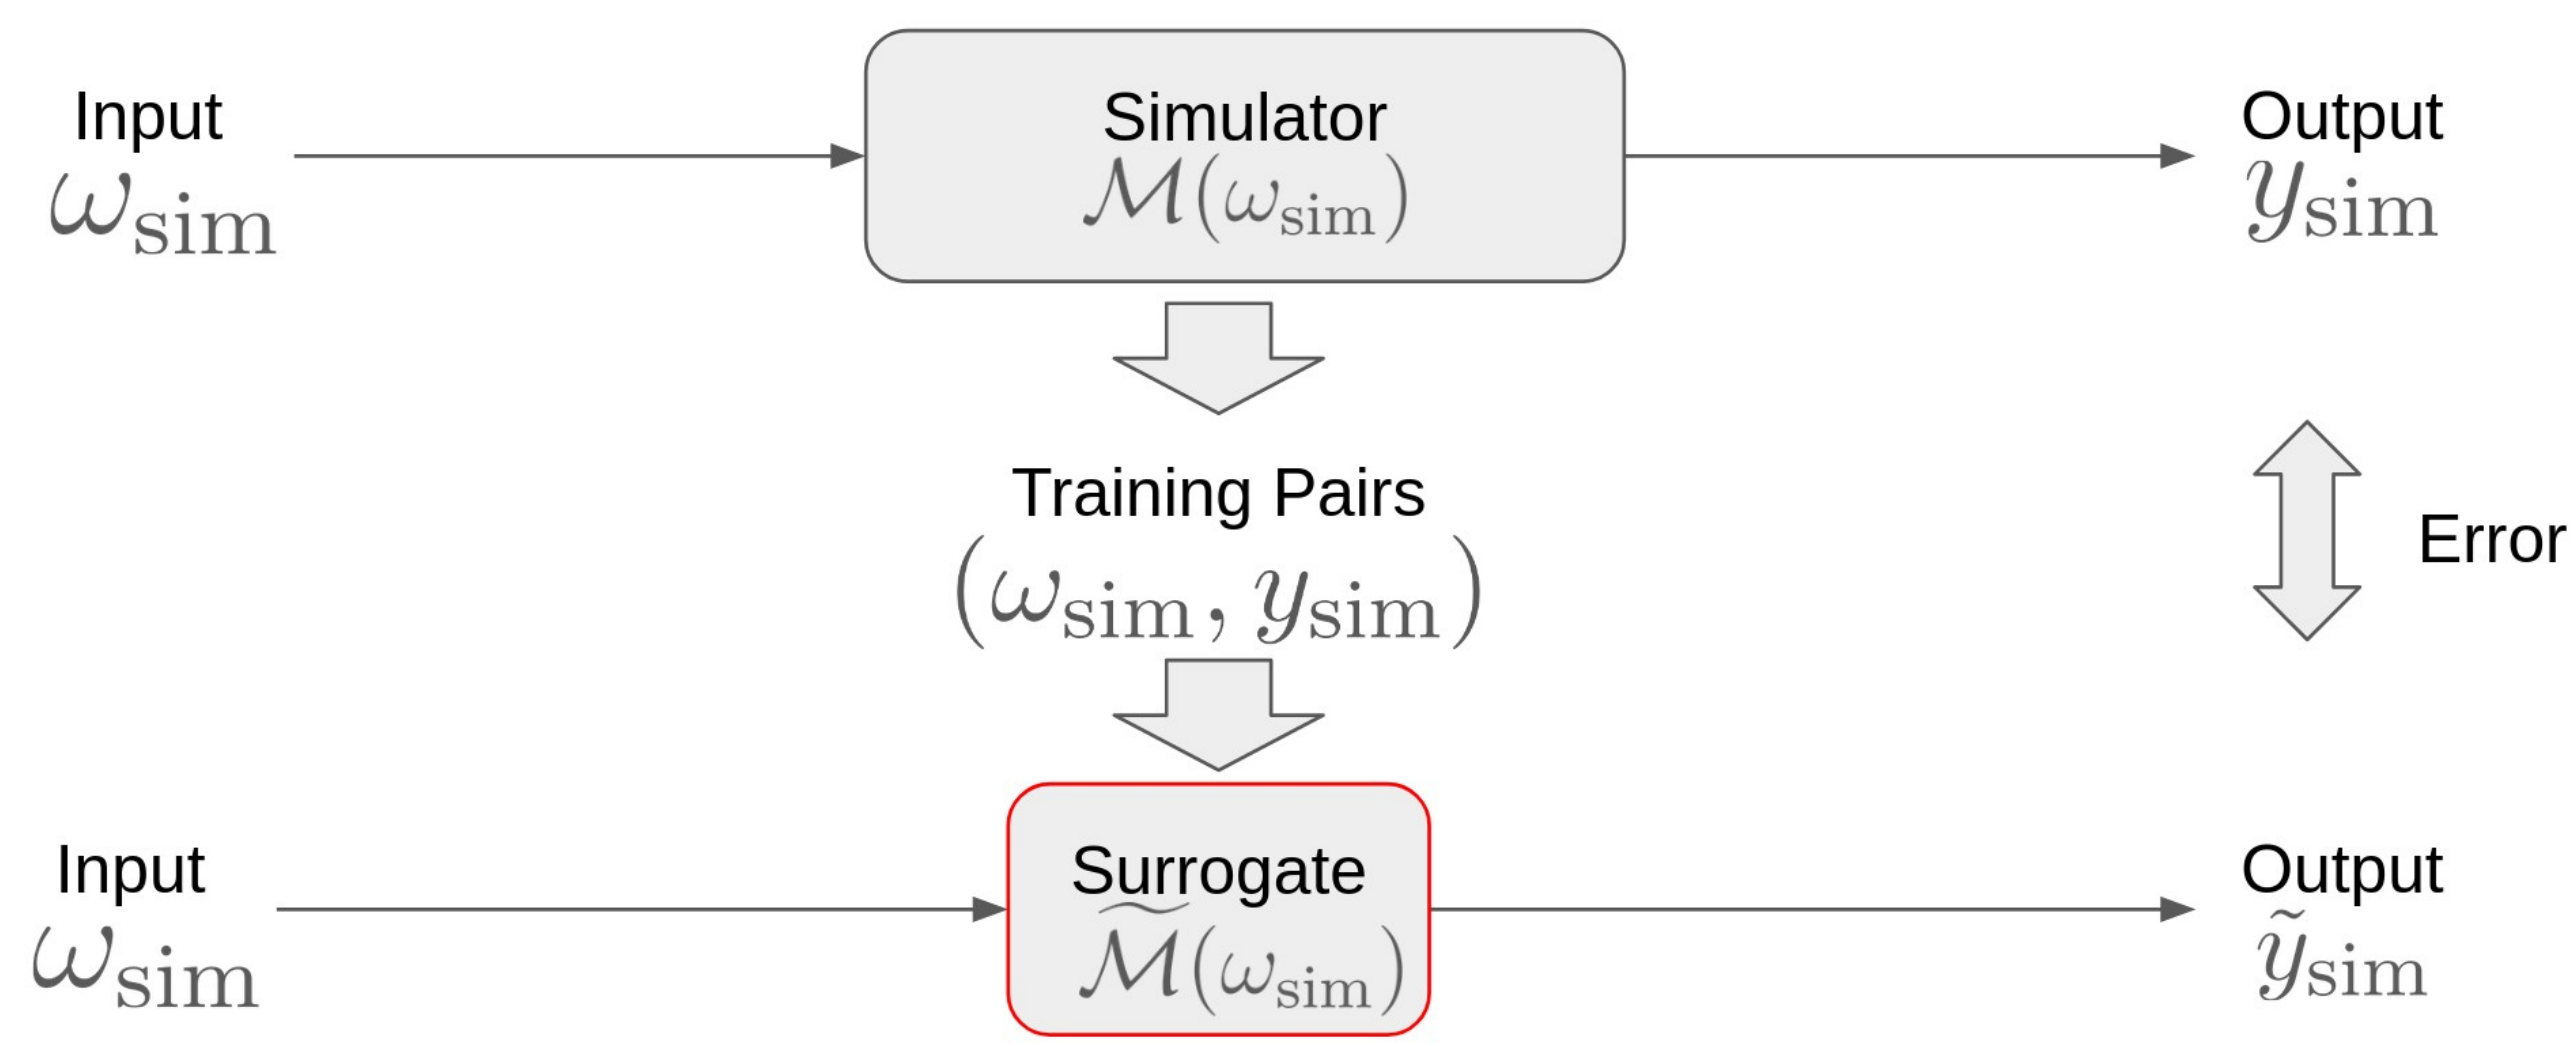 Input
ω_sim
Simulator
ℳ(ω_sim)
Output
y_sim
Training Pairs
(ω_sim, y_sim)
Error
Input
ω_sim
Surrogate
ℳ̃(ω_sim)
Output
ỹ_sim